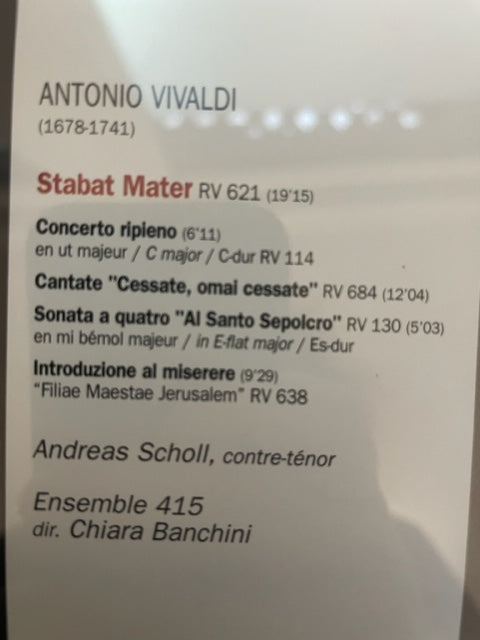 ANTONIO VIVALDI
(1678-1741)
Stabat Mater RV 621 (19'15)
Concerto ripieno (6'11)
en ut majeur / C major / C-dur RV 114
Cantate "Cessate, omai cessate" RV 684 (12'04)
Sonata a quatro "Al Santo Sepolcro" RV 130 (5'03)
en mi bémol majeur / in E-flat major / Es-dur
Introduzione al miserere (9'29)
"Filiae Maestae Jerusalem" RV 638
Andreas Scholl, contre-ténor
Ensemble 415
dir. Chiara Banchini